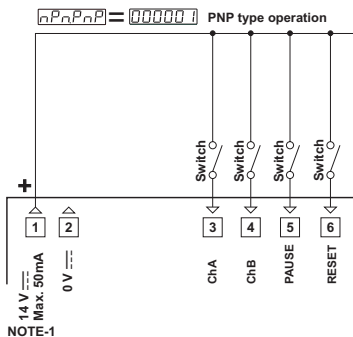 nPnPnP = 000001 PNP type operation
Switch Switch Switch Switch
+
1 2 3 4 5 6
14 V
Max. 50mA
0 V
ChA
ChB
PAUSE
RESET
NOTE-1